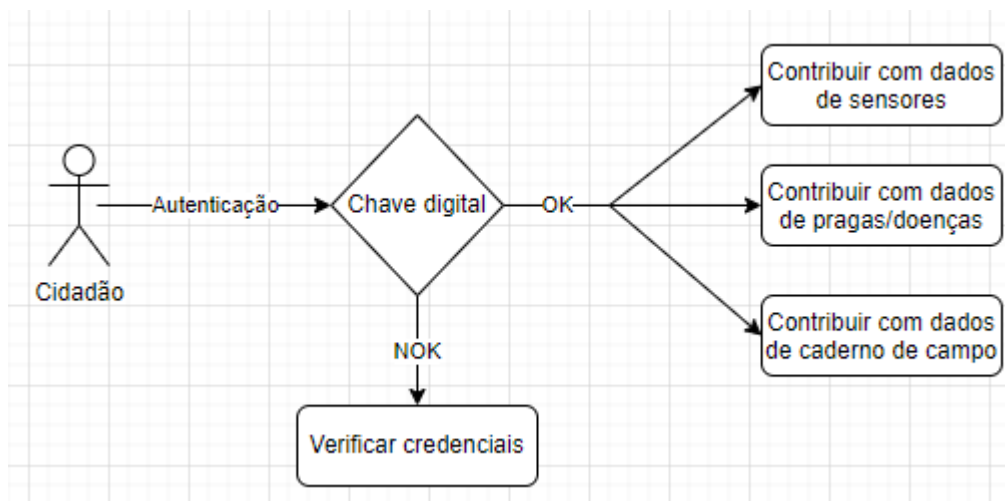 Contribuir com dados
de sensores
Autenticação
Chave digital
OK
Contribuir com dados
de pragas/doenças
Cidadão
NOK
Contribuir com dados
de caderno de campo
Verificar credenciais